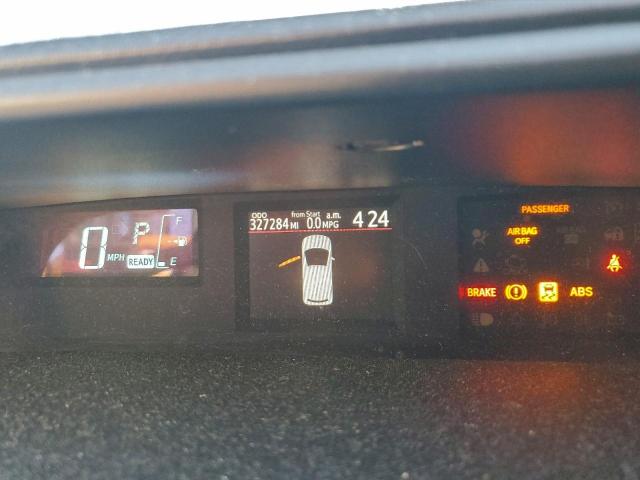 0 MPH
P
READY
F
E
ODO from Start a.m. 4 24
327284 MI 0.0 MPG
PASSENGER
AIR BAG
OFF
BRAKE ABS